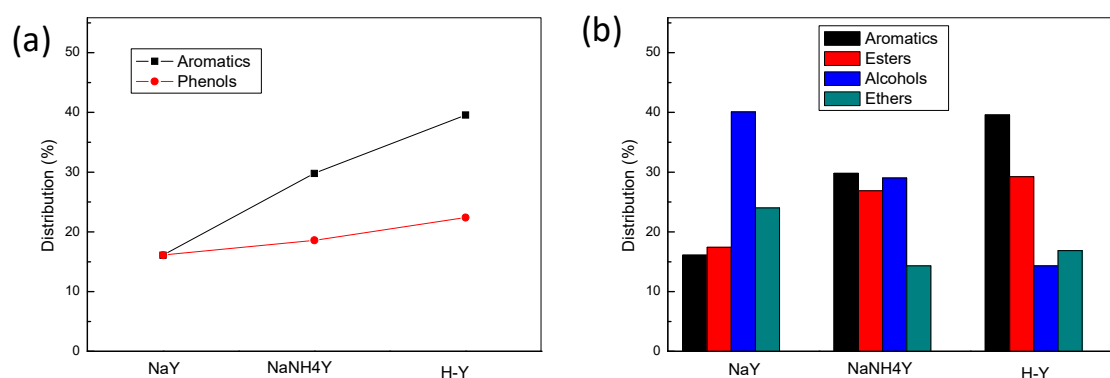 (a)
Aromatics
Phenols
Distribution (%)
50
40
30
20
10
0
NaY
NaNH4Y
H-Y
(b)
Aromatics
Esters
Alcohols
Ethers
Distribution (%)
50
40
30
20
10
0
NaY
NaNH4Y
H-Y